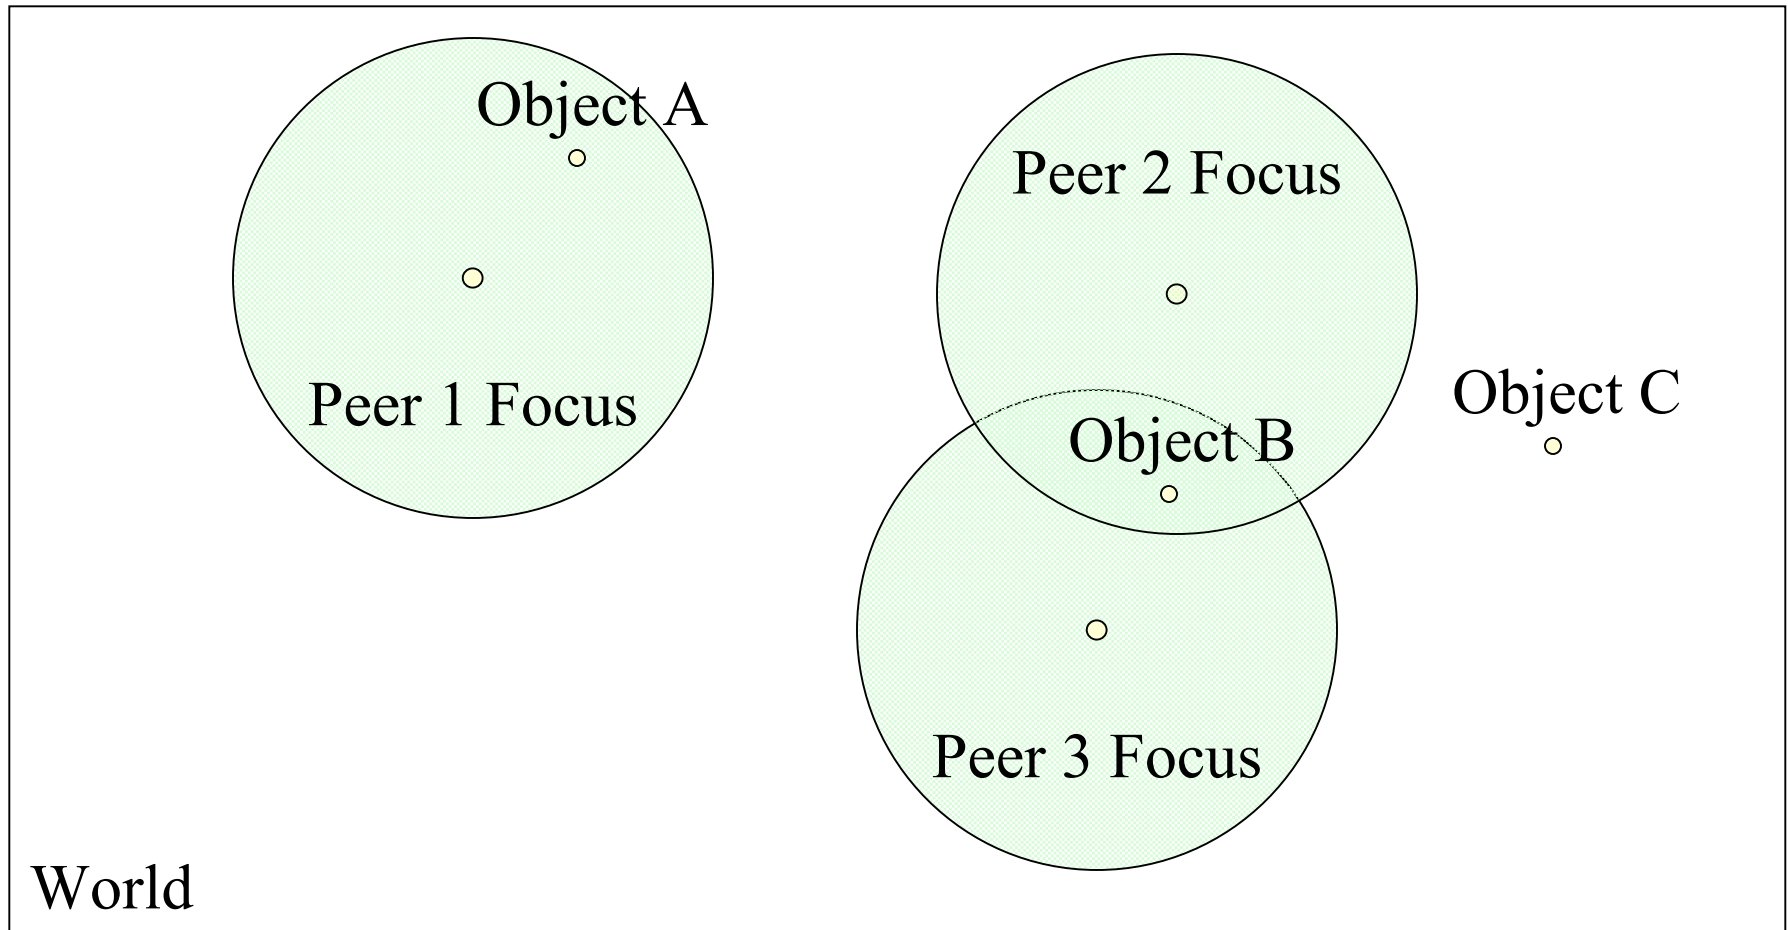 Object A
Peer 2 Focus
Peer 1 Focus
Object C
Object B
Peer 3 Focus
World